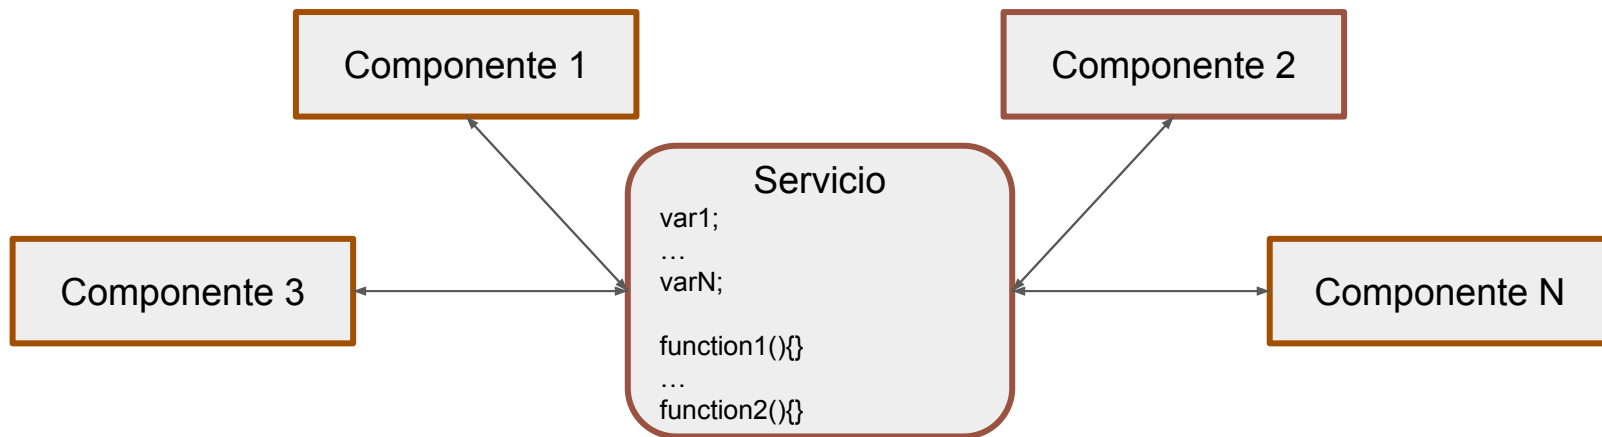 Componente 1
Componente 2
Servicio
var1;
…
varN;
function1(){}
…
function2(){}
Componente 3
Componente N